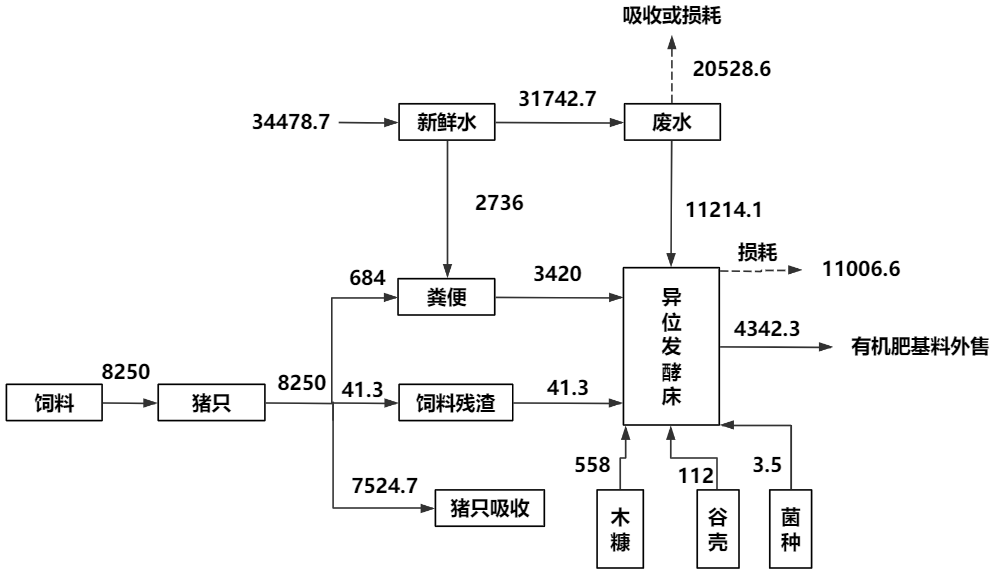 吸收或损耗
20528.6
31742.7
34478.7
新鲜水
废水
2736
11214.1
损耗
11006.6
684
粪便
3420
异位发酵床
4342.3
有机肥基料外售
8250
饲料
猪只
8250
41.3
饲料残渣
41.3
7524.7
猪只吸收
558
112
3.5
木糠
谷壳
菌种